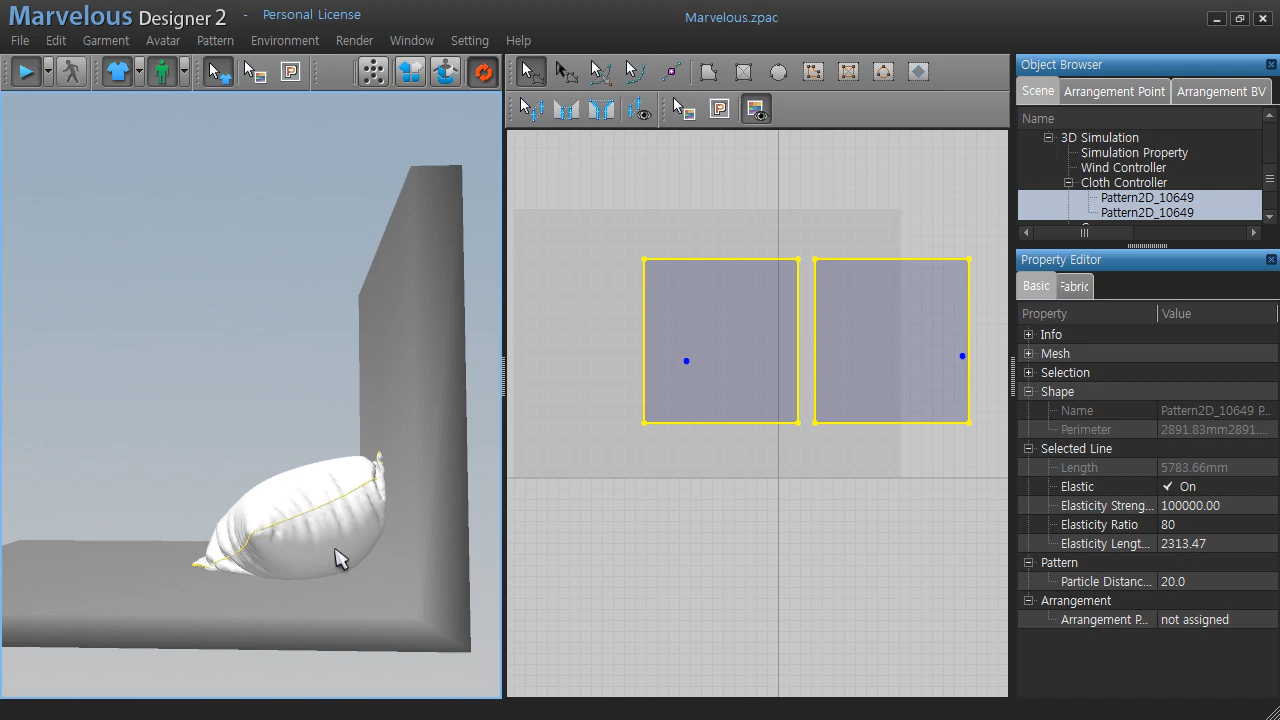 Marvelous Designer 2 - Personal License
Marvelous.zpac
File Edit Garment Avatar Pattern Environment Render Window Setting Help
Object Browser
Scene Arrangement Point Arrangement BV
Name
3D Simulation
Simulation Property
Wind Controller
Cloth Controller
Pattern2D_10649
Pattern2D_10649
Property Editor
Basic Fabric
Property Value
Info
Mesh
Selection
Shape
Name Pattern2D_10649 P...
Perimeter 2891.83mm2891....
Selected Line
Length 5783.66mm
Elastic On
Elasticity Streng... 100000.00
Elasticity Ratio 80
Elasticity Lengt... 2313.47
Pattern
Particle Distanc... 20.0
Arrangement
Arrangement P... not assigned